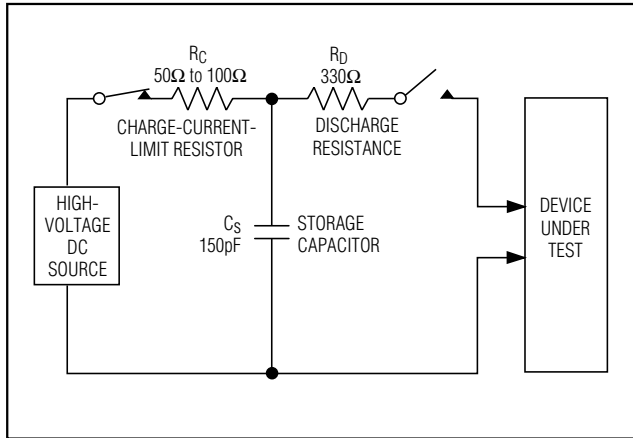 RC
50Ω to 100Ω
CHARGE-CURRENT-
LIMIT RESISTOR
RD
330Ω
DISCHARGE
RESISTANCE
HIGH-
VOLTAGE
DC
SOURCE
CS
150pF
STORAGE
CAPACITOR
DEVICE
UNDER
TEST